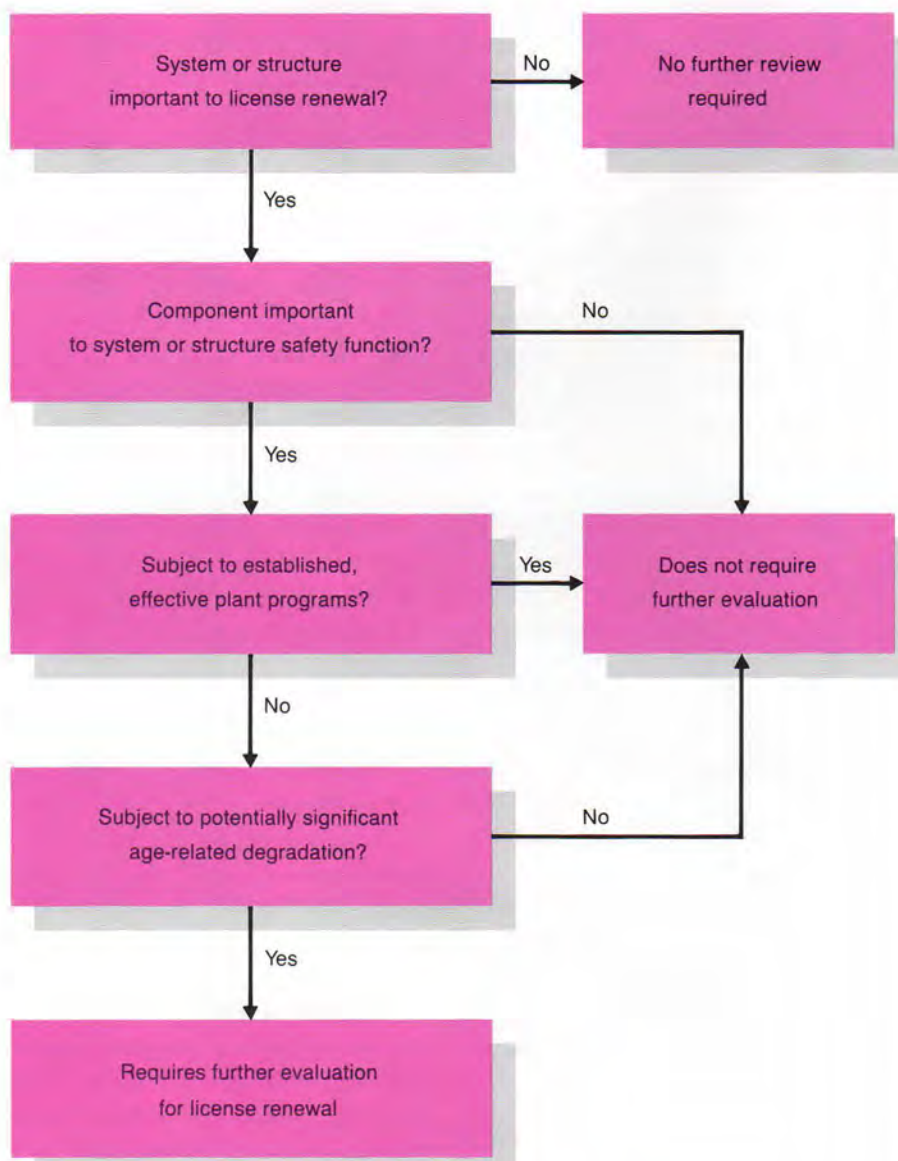 System or structure
important to license renewal?
No
No further review
required
Yes
Component important
to system or structure safety function?
No
Yes
Subject to established,
effective plant programs?
Yes
Does not require
further evaluation
No
Subject to potentially significant
age-related degradation?
No
Yes
Requires further evaluation
for license renewal